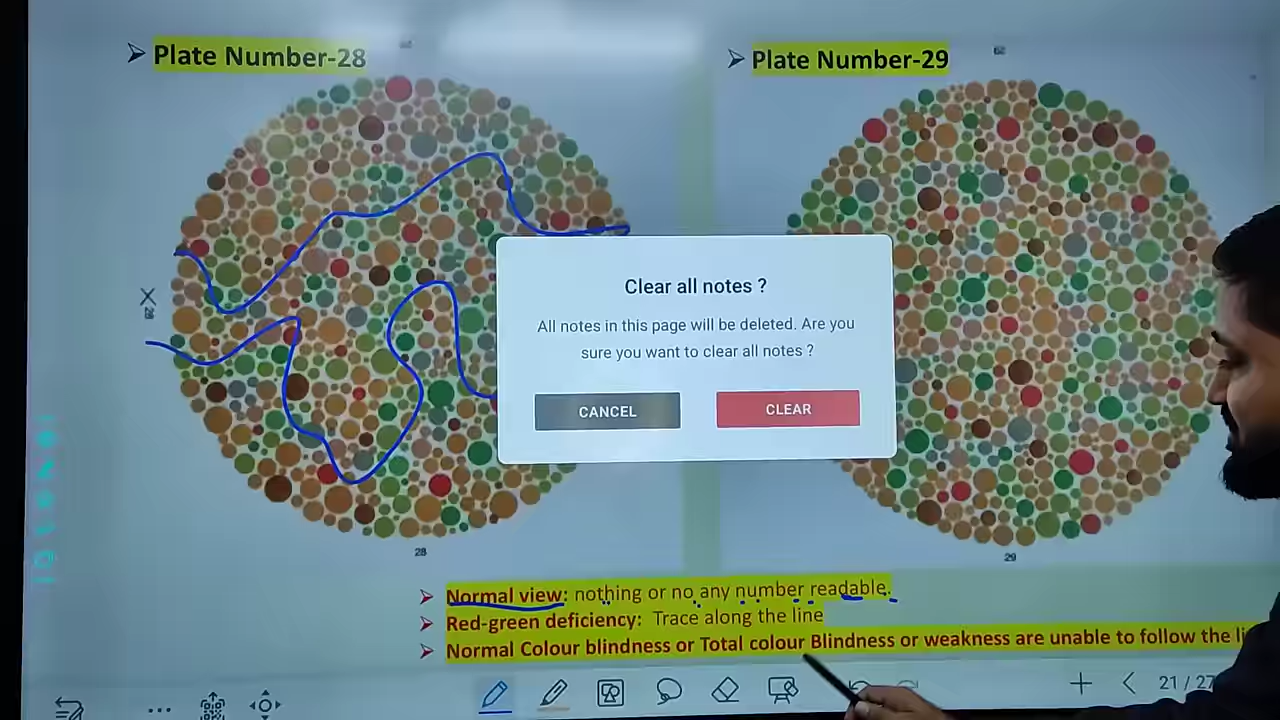 ➢ Plate Number-28
➢ Plate Number-29
28
29
Clear all notes ?
All notes in this page will be deleted. Are you
sure you want to clear all notes ?
CANCEL
CLEAR
28
29
➢ Normal view: nothing or no any number readable.
➢ Red-green deficiency: Trace along the line
➢ Normal Colour blindness or Total colour Blindness or weakness are unable to follow the
21 / 27